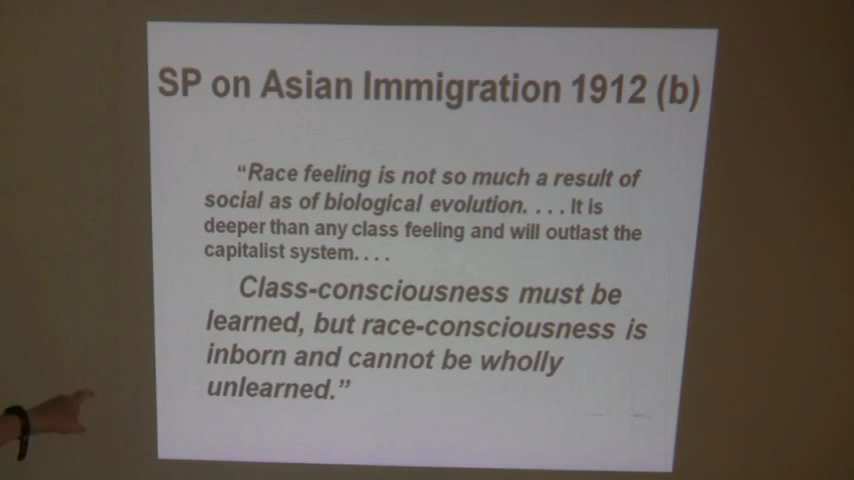 SP on Asian Immigration 1912 (b)
“Race feeling is not so much a result of
social as of biological evolution. . . . It is
deeper than any class feeling and will outlast the
capitalist system. . . .
Class-consciousness must be
learned, but race-consciousness is
inborn and cannot be wholly
unlearned.”